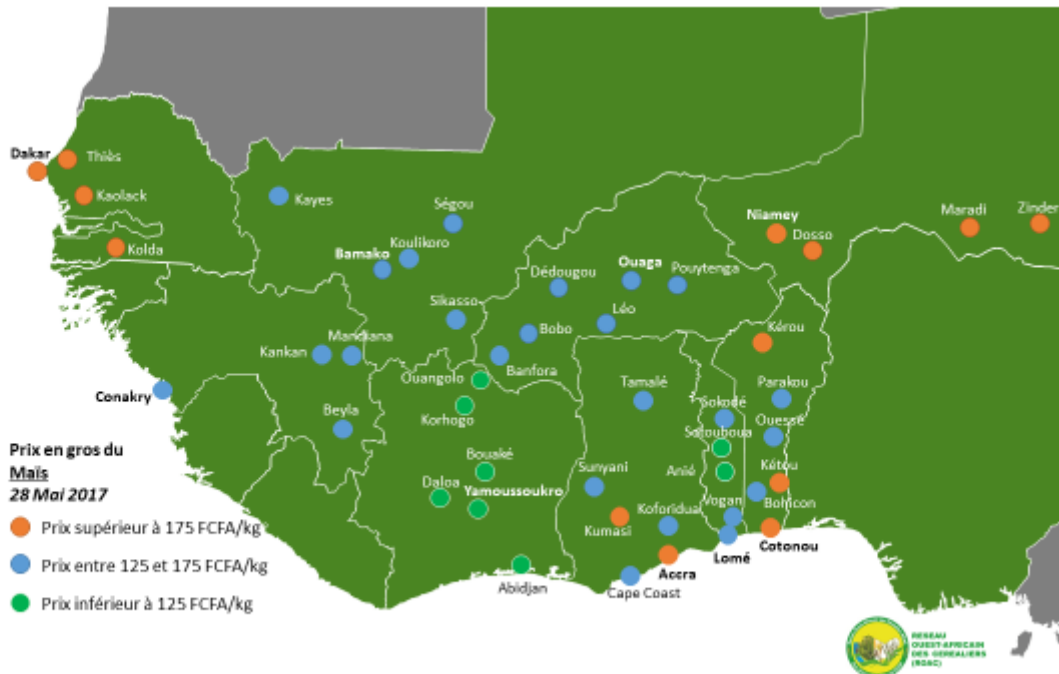 Dakar
Thiès
Kaolack
Kolda
Kayes
Ségou
Koulikoro
Bamako
Sikasso
Niamey
Dosso
Maradi
Zinder
Ouaga
Pouytenga
Dédougou
Léo
Bobo
Banfora
Kérou
Mandiana
Kankan
Conakry
Beyla
Ouangolo
Korhogo
Bouaké
Daloa
Yamoussoukro
Abidjan
Tamalé
Sunyani
Kumasi
Koforidua
Accra
Cape Coast
Sokodé
Sotouboua
Anié
Vogan
Lomé
Parakou
Ouessè
Kétou
Bohicon
Cotonou
Prix en gros du
Maïs
28 Mai 2017
Prix supérieur à 175 FCFA/kg
Prix entre 125 et 175 FCFA/kg
Prix inférieur à 125 FCFA/kg
RESEAU
OUEST-AFRICAIN
DES CEREALIERS
(ROAC)